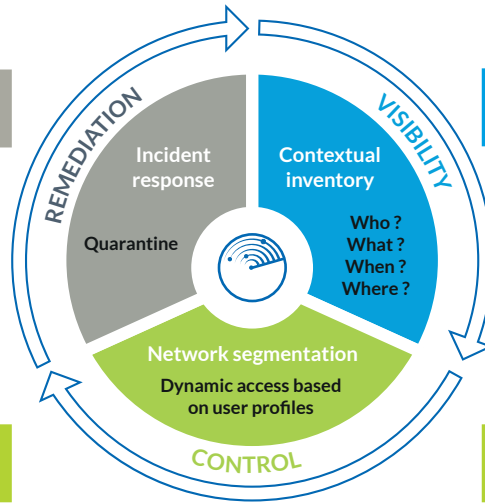 REMEDIATION
VISIBILITY
Incident
response
Quarantine
Contextual
inventory
Who ?
What ?
When ?
Where ?
Network segmentation
Dynamic access based
on user profiles
CONTROL